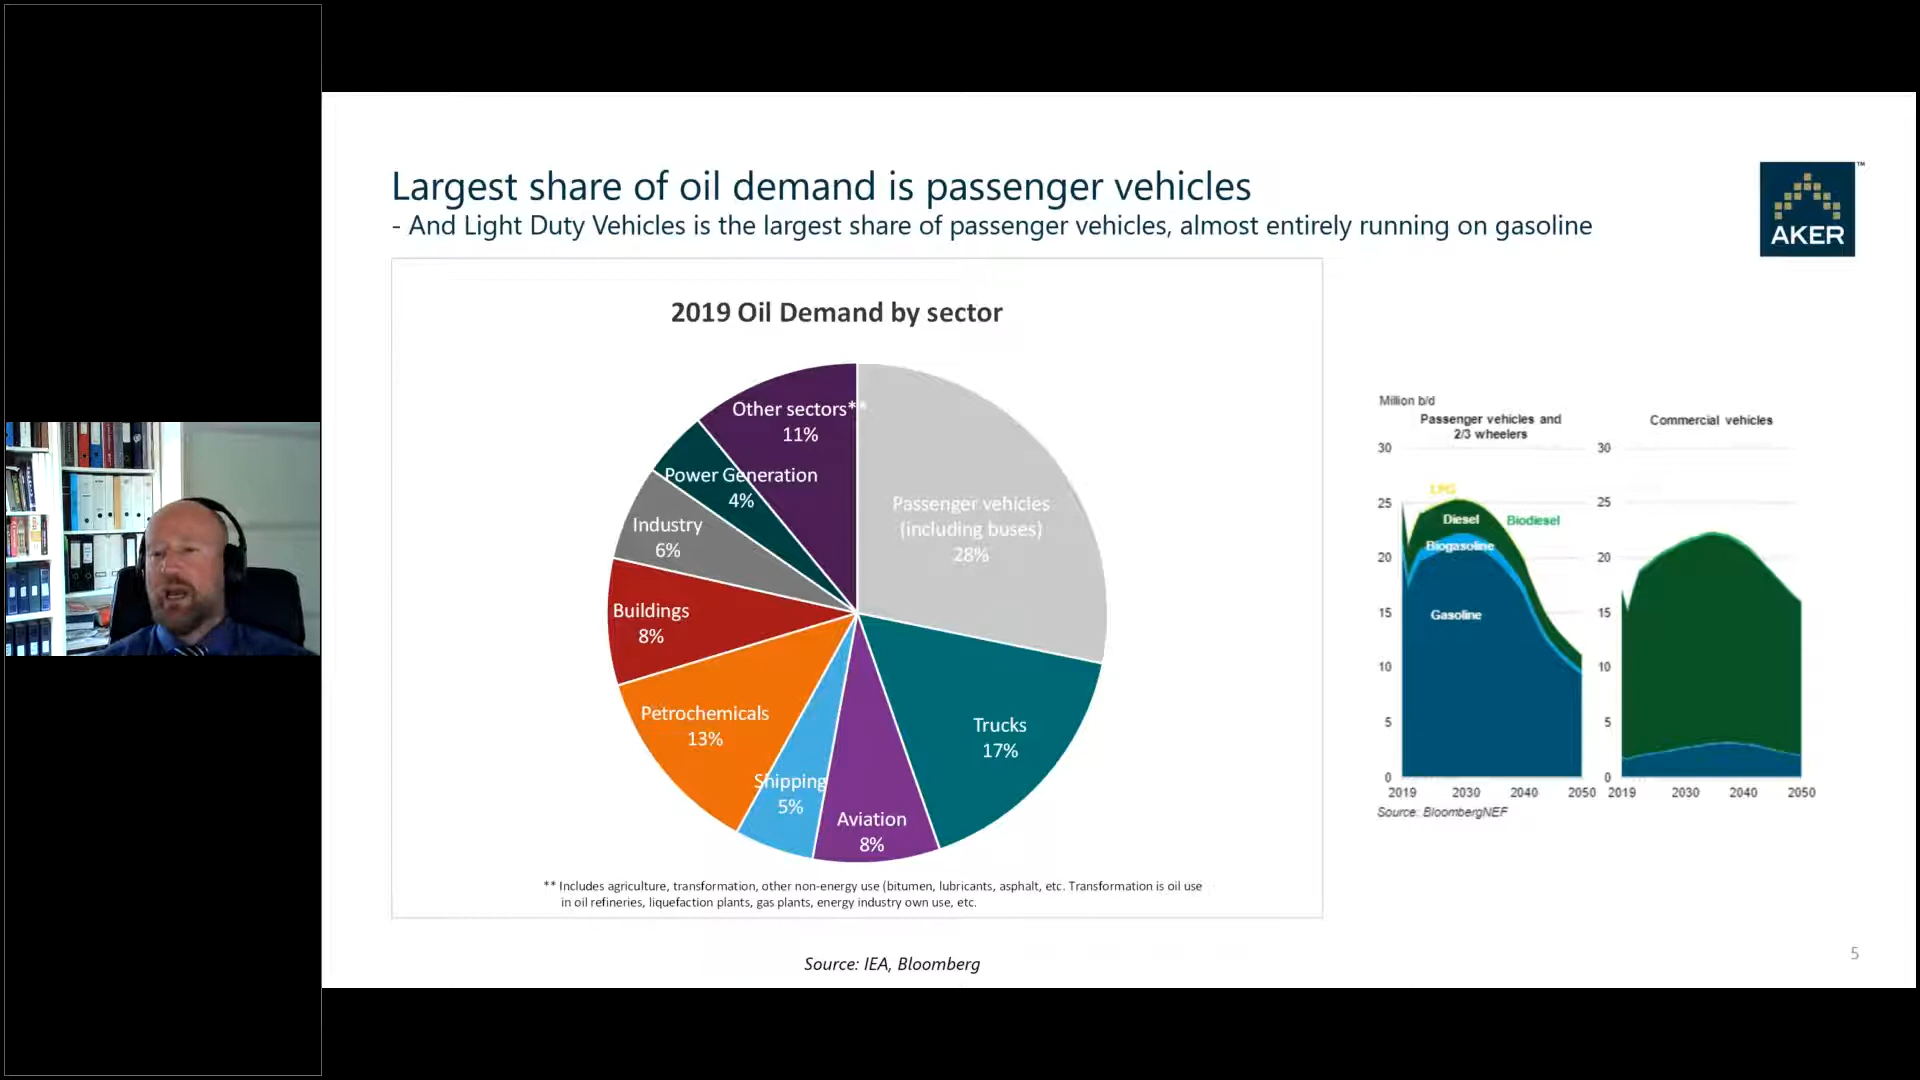 Largest share of oil demand is passenger vehicles
- And Light Duty Vehicles is the largest share of passenger vehicles, almost entirely running on gasoline
AKER
TM
2019 Oil Demand by sector
Other sectors**
11%
Power Generation
4%
Industry
6%
Buildings
8%
Petrochemicals
13%
Shipping
5%
Aviation
8%
Trucks
17%
Passenger vehicles
(including buses)
28%
** Includes agriculture, transformation, other non-energy use (bitumen, lubricants, asphalt, etc. Transformation is oil use
in oil refineries, liquefaction plants, gas plants, energy industry own use, etc.
Source: IEA, Bloomberg
Million b/d
Passenger vehicles and
2/3 wheelers
30
25
20
15
10
5
0
LPG
Diesel
Biodiesel
Biogasoline
Gasoline
2019 2030 2040 2050
Commercial vehicles
30
25
20
15
10
5
0
2019 2030 2040 2050
Source: BloombergNEF
5